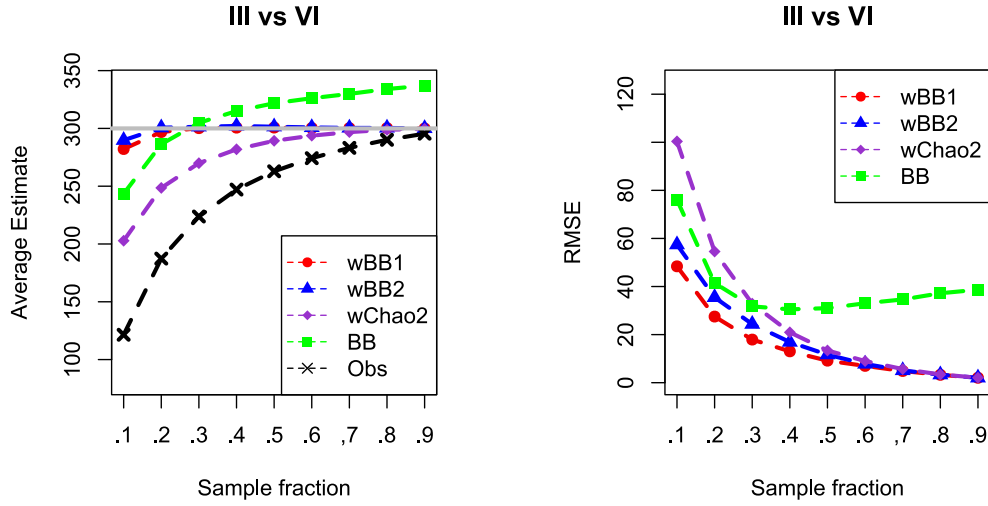 III vs VI
Average Estimate
350
300
250
200
150
100
wBB1
wBB2
wChao2
BB
Obs
.1 .2 .3 .4 .5 .6 ,7 .8 .9
Sample fraction
III vs VI
RMSE
120
80
60
40
20
0
wBB1
wBB2
wChao2
BB
.1 .2 .3 .4 .5 .6 ,7 .8 .9
Sample fraction